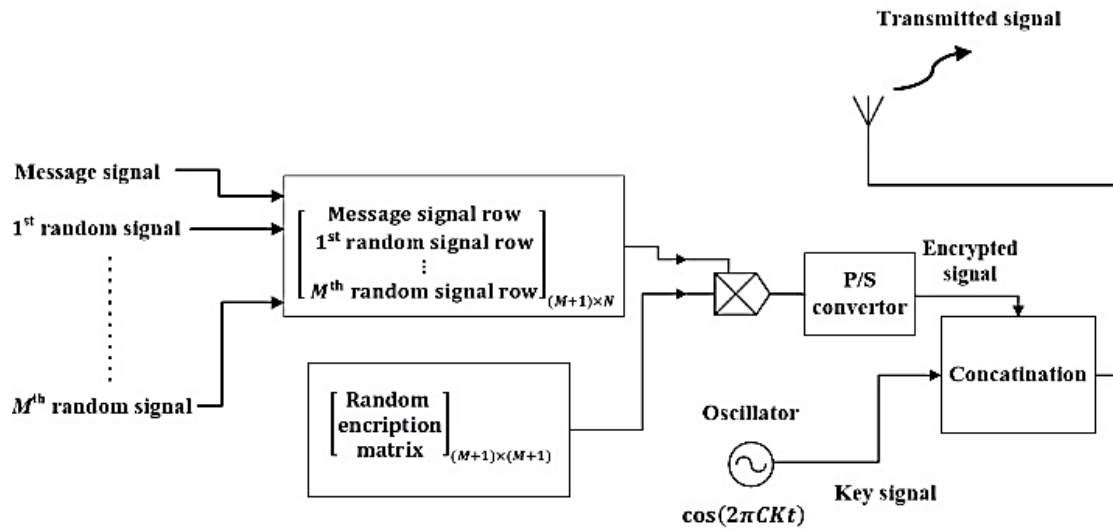 Transmitted signal
Message signal
1st random signal
Mth random signal
Message signal row
1st random signal row
⋮
Mth random signal row
(M+1)×N
Random
encription
matrix
(M+1)×(M+1)
P/S
convertor
Encrypted
signal
Concatination
Oscillator
cos(2πCKt)
Key signal